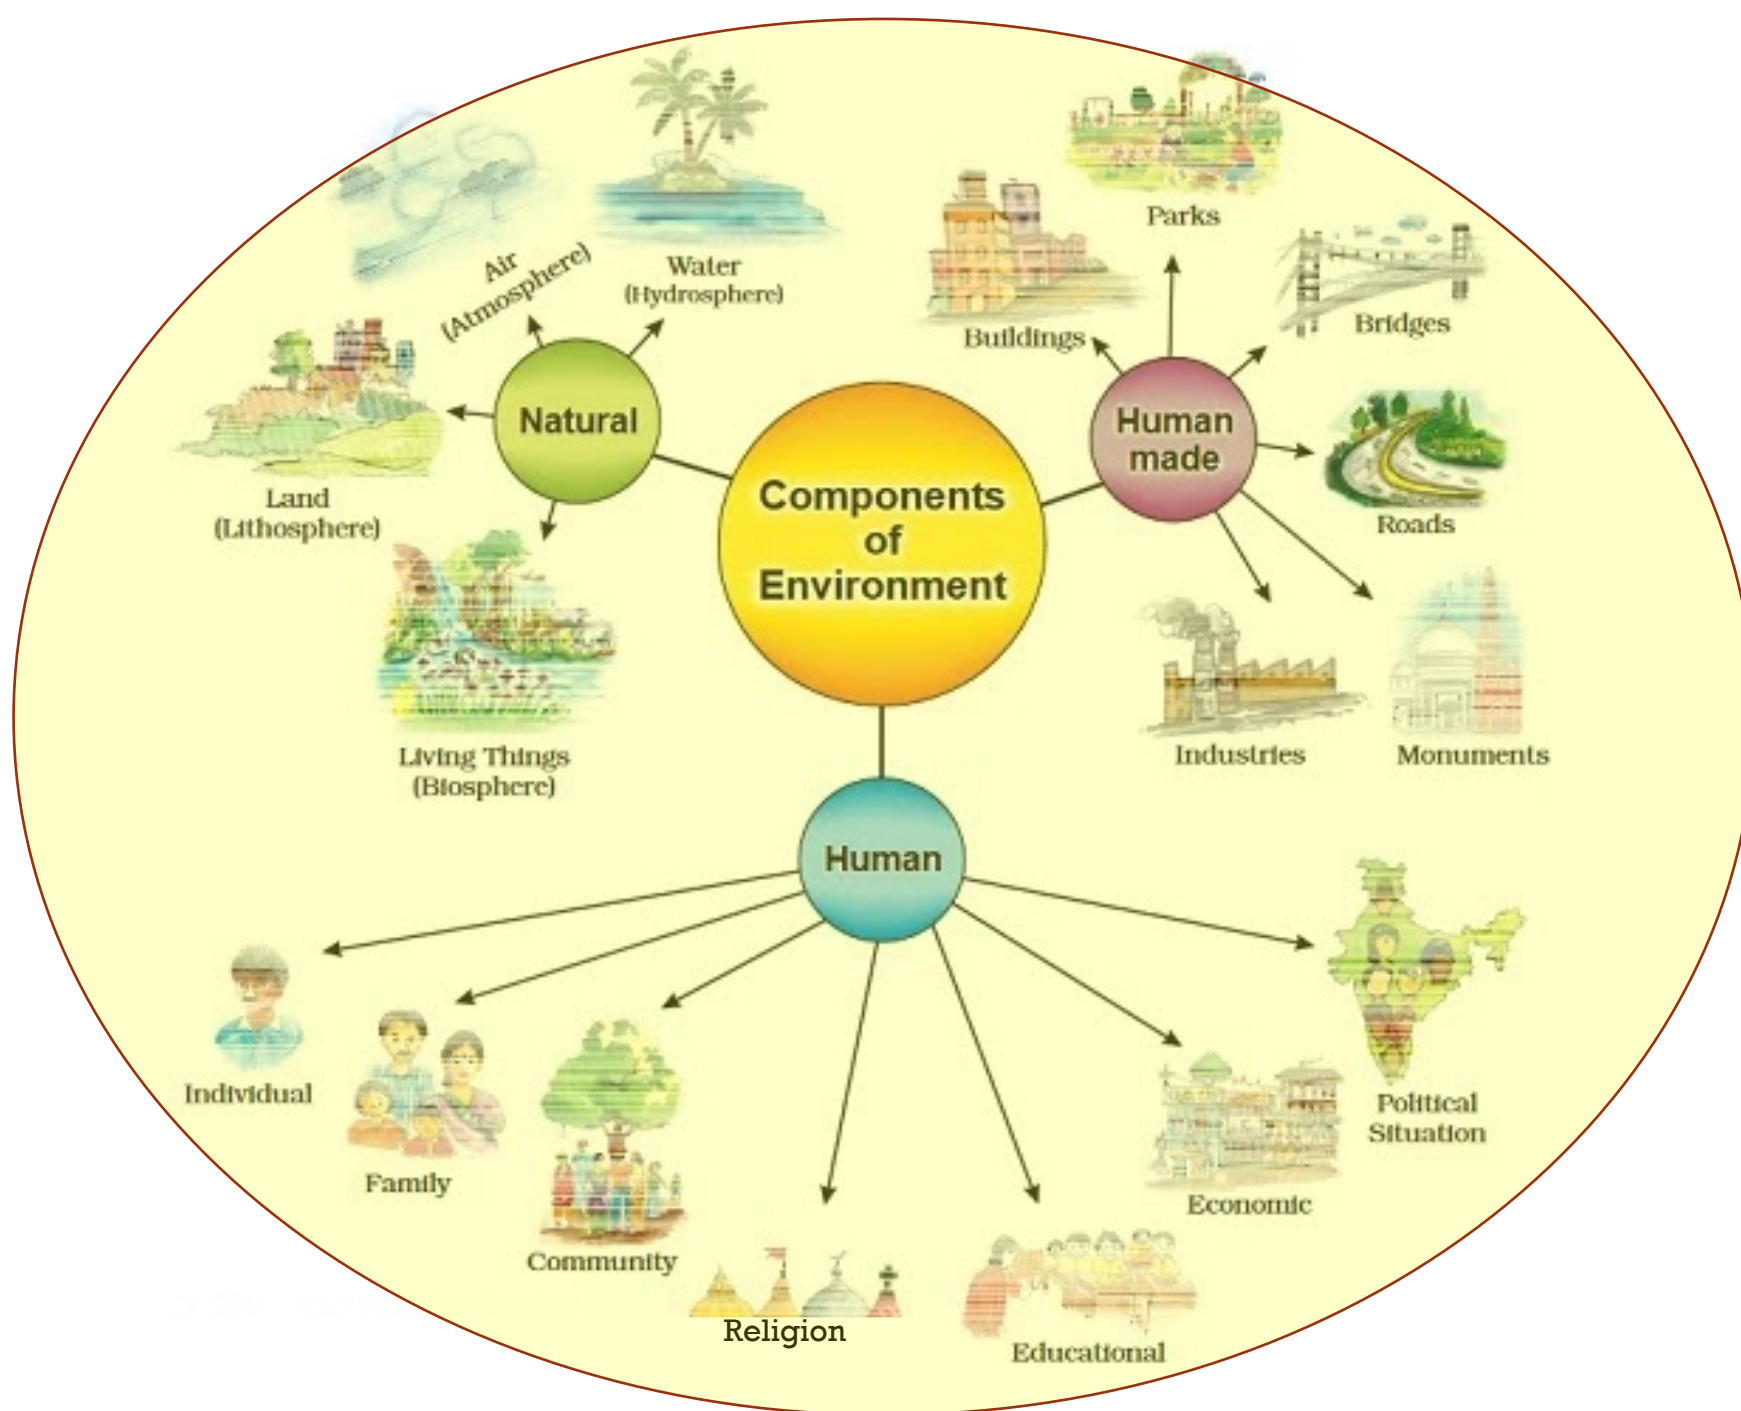 Components
of
Environment
Natural
Air
(Atmosphere)
Water
(Hydrosphere)
Land
(Lithosphere)
Living Things
(Biosphere)
Human
made
Buildings
Parks
Bridges
Roads
Industries
Monuments
Human
Individual
Family
Community
Religion
Educational
Economic
Political
Situation